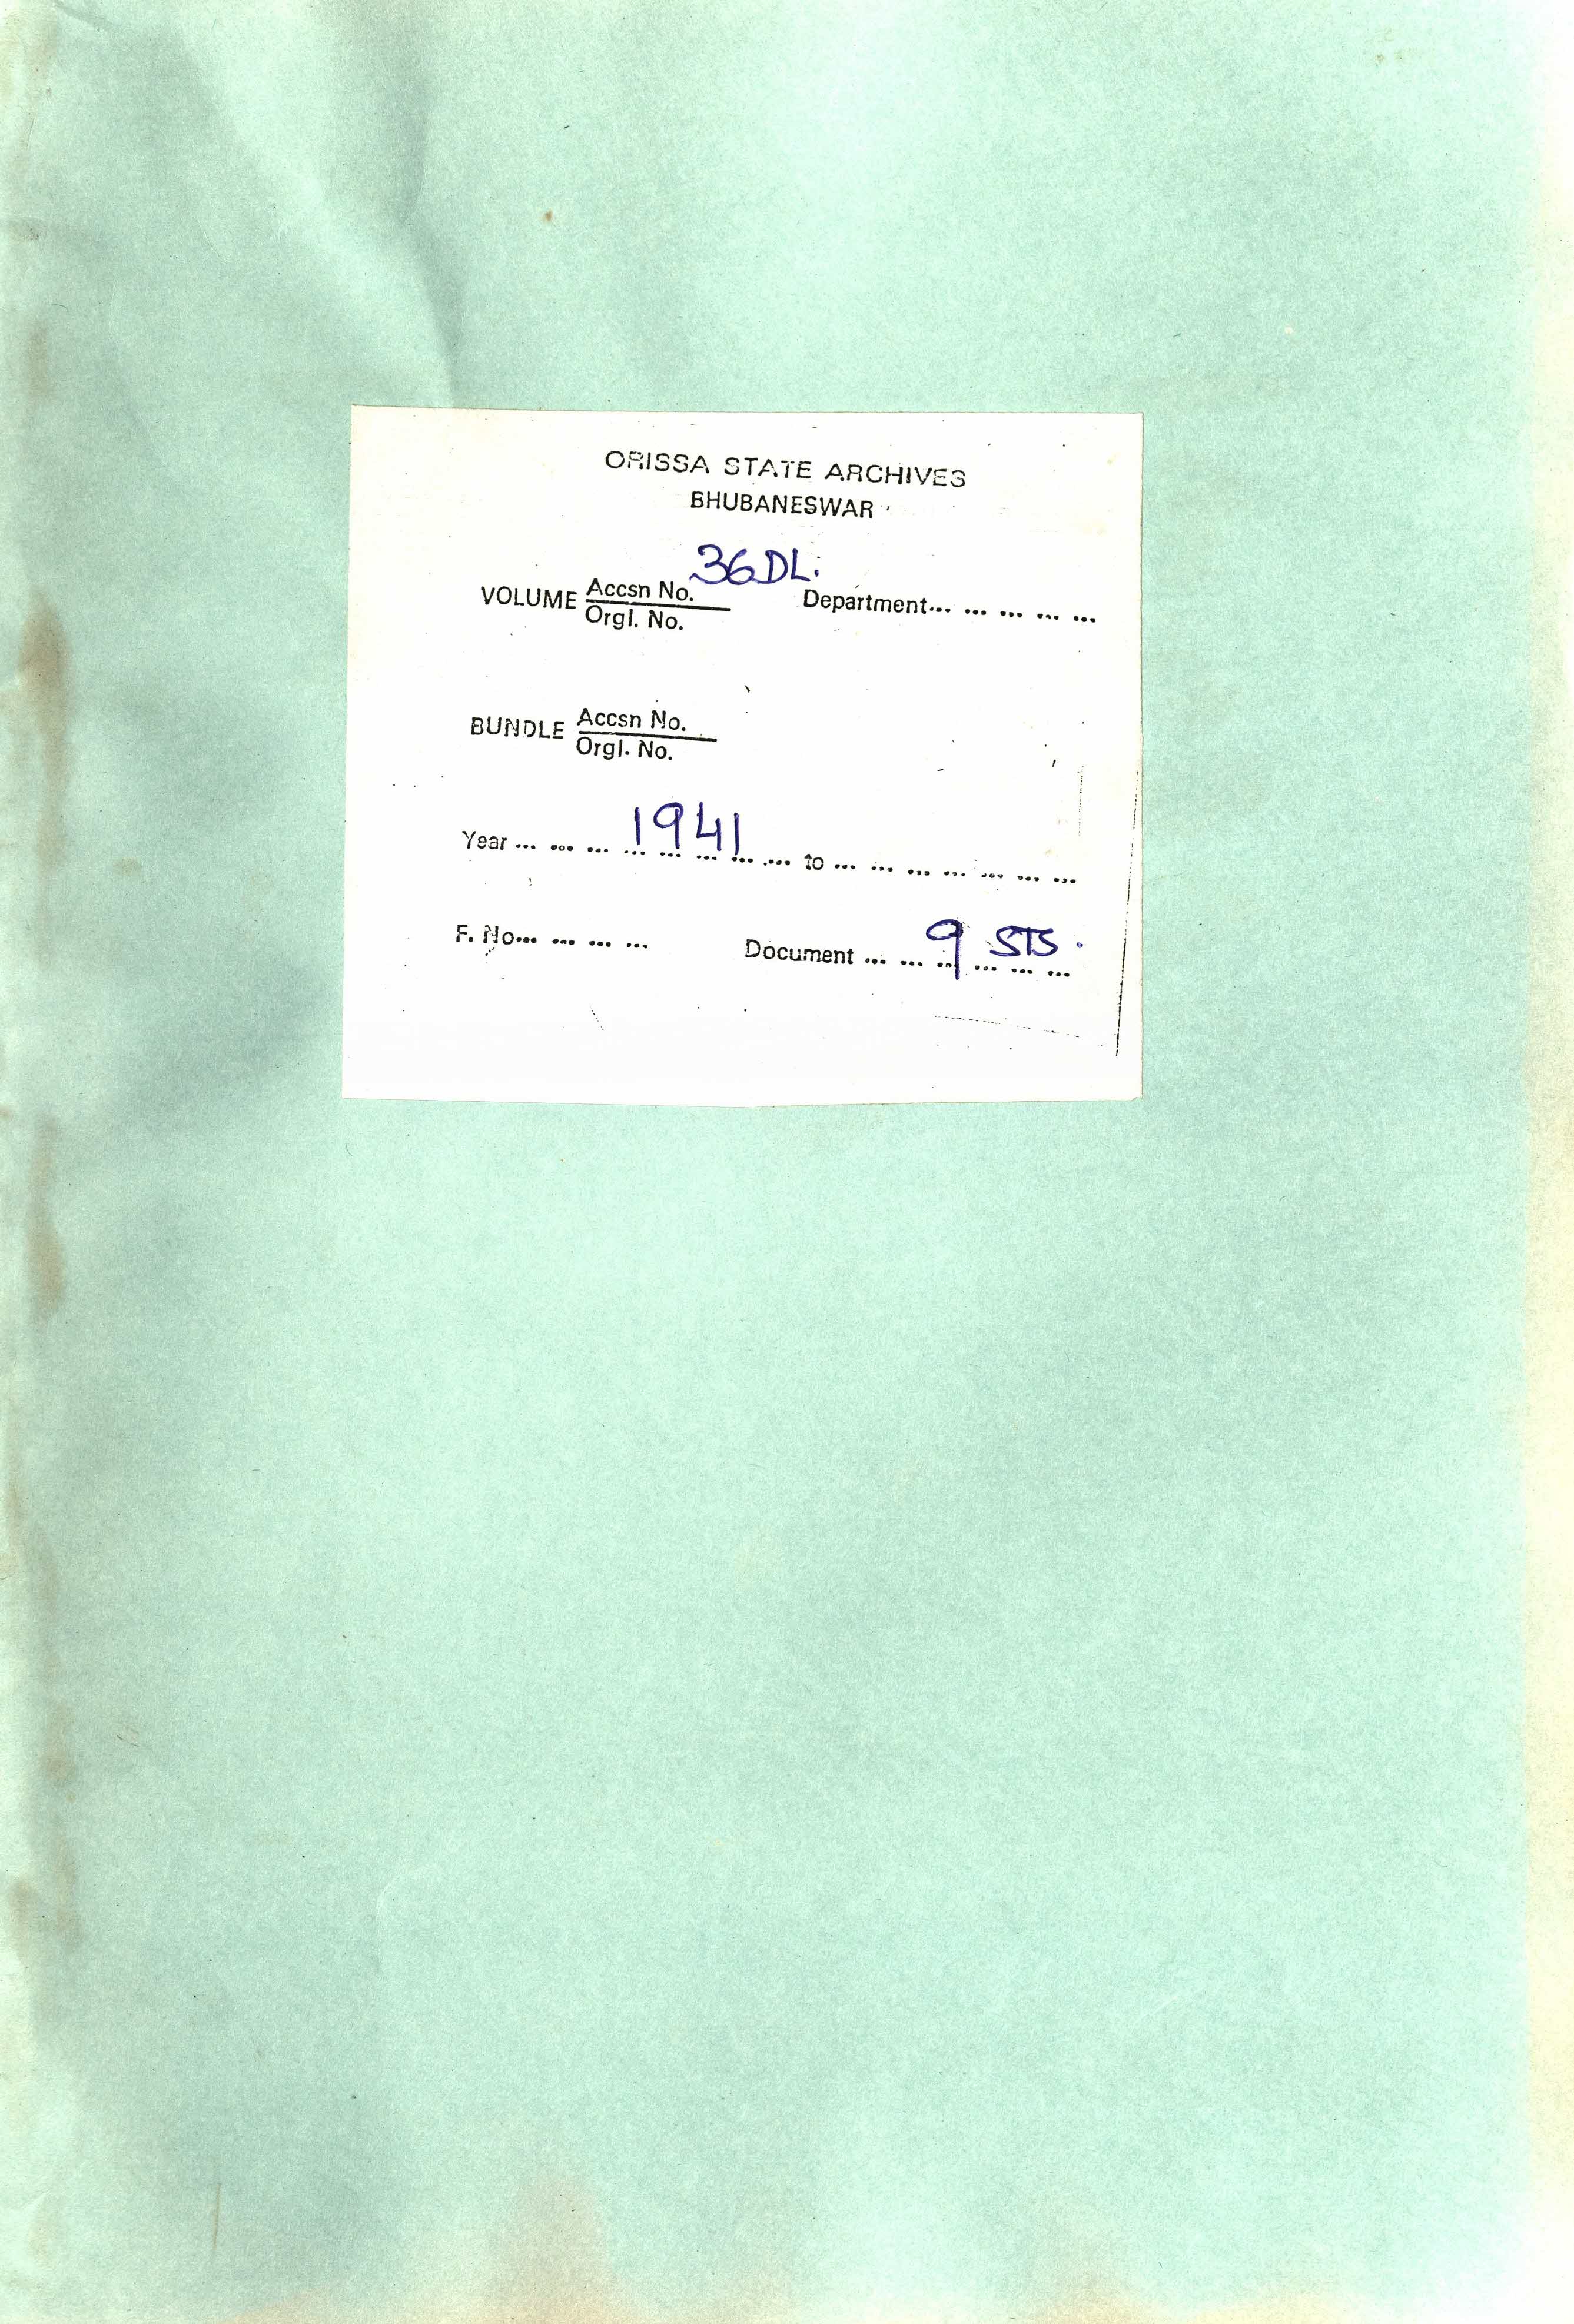 ORISSA STATE ARCHIVES
BHUBANESWAR
36DL.
VOLUME Accsn No. Department... ... ... ... ...
Orgl. No.
BUNDLE Accsn No.
Orgl. No.
Year ... ... ... 1941 ... ... ... ... ... to ... ... ... ... ... ... ...
F. No... ... ... ... Document ... ... 9 STS.